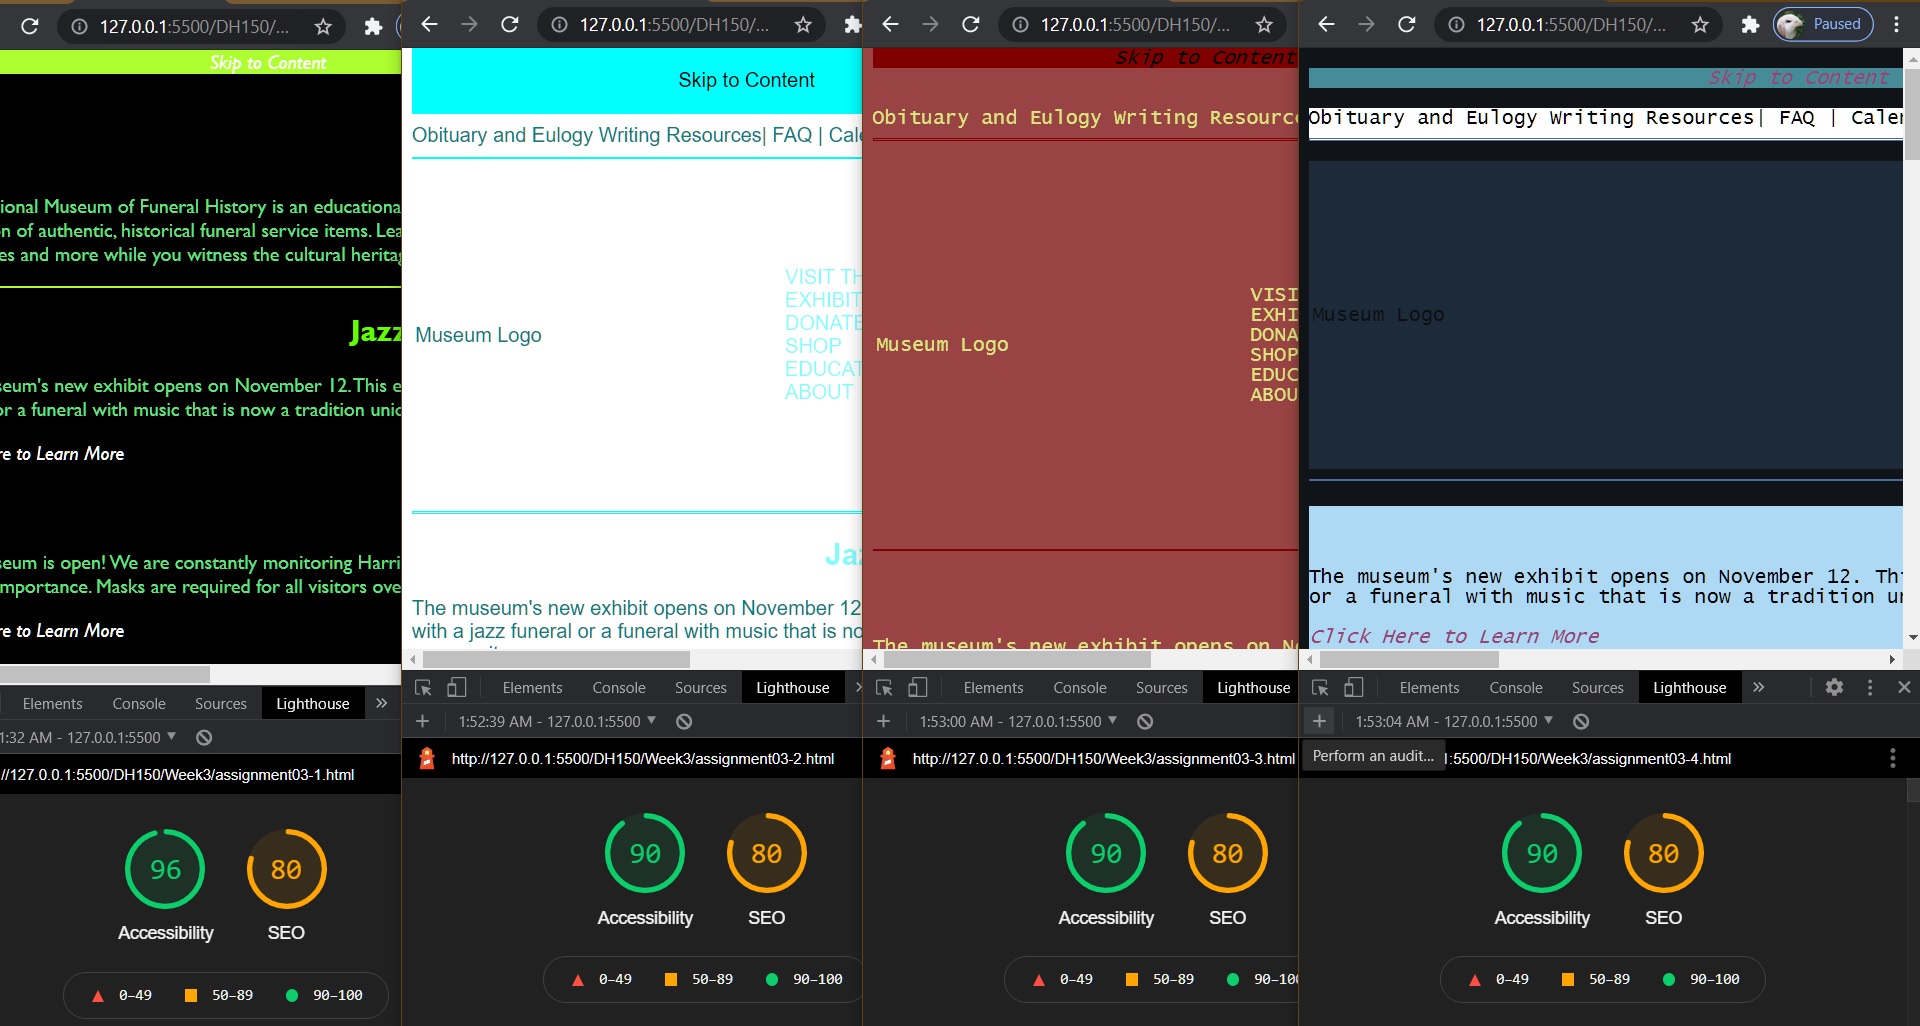 127.0.0.1:5500/DH150/...
Skip to Content
ional Museum of Funeral History is an educationa
n of authentic, historical funeral service items. Lea
es and more while you witness the cultural heritag
Jazz
seum's new exhibit opens on November 12. This e
or a funeral with music that is now a tradition unic
re to Learn More
seum is open! We are constantly monitoring Harri
mportance. Masks are required for all visitors ove
re to Learn More
Elements Console Sources Lighthouse »
1:32 AM - 127.0.0.1:5500
//127.0.0.1:5500/DH150/Week3/assignment03-1.html
96 80
Accessibility SEO
0–49 50–89 90–100
127.0.0.1:5500/DH150/...
Skip to Content
Obituary and Eulogy Writing Resources| FAQ | Cale
VISIT TH
EXHIBIT
DONATE
SHOP
EDUCAT
ABOUT
Museum Logo
Jaz
The museum's new exhibit opens on November 12
with a jazz funeral or a funeral with music that is no
Elements Console Sources Lighthouse
1:52:39 AM - 127.0.0.1:5500
http://127.0.0.1:5500/DH150/Week3/assignment03-2.html
90 80
Accessibility SEO
0–49 50–89 90–100
127.0.0.1:5500/DH150/...
Skip to Content
Obituary and Eulogy Writing Resourc
VISI
EXHI
DONA
SHOP
EDUC
ABOU
Museum Logo
The museum's new exhibit opens on N
Elements Console Sources Lighthouse
1:53:00 AM - 127.0.0.1:5500
http://127.0.0.1:5500/DH150/Week3/assignment03-3.html
90 80
Accessibility SEO
0–49 50–89 90–100
127.0.0.1:5500/DH150/... Paused
Skip to Content
Obituary and Eulogy Writing Resources| FAQ | Caler
Museum Logo
The museum's new exhibit opens on November 12. Thi
or a funeral with music that is now a tradition un
Click Here to Learn More
Elements Console Sources Lighthouse »
1:53:04 AM - 127.0.0.1:5500
Perform an audit...
:5500/DH150/Week3/assignment03-4.html
90 80
Accessibility SEO
0–49 50–89 90–100